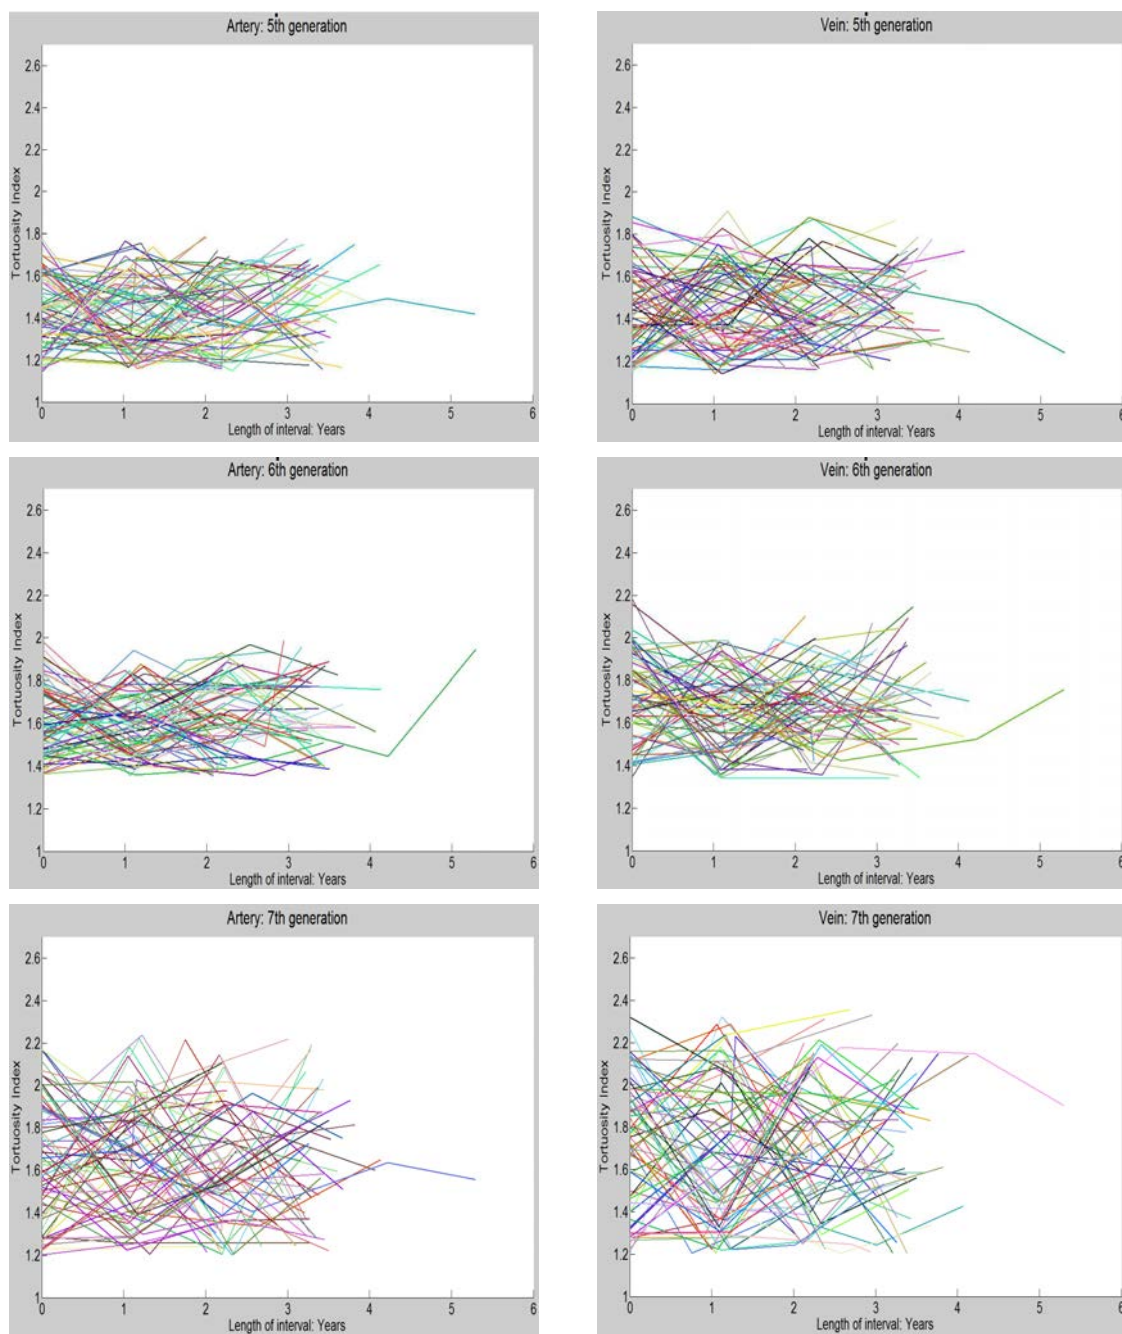 Artery: 5th generation
Tortuosity Index
2.6
2.4
2.2
2
1.8
1.6
1.4
1.2
1
0 1 2 3 4 5 6
Length of interval: Years
Vein: 5th generation
Tortuosity Index
2.6
2.4
2.2
2
1.8
1.6
1.4
1.2
1
0 1 2 3 4 5 6
Length of interval: Years
Artery: 6th generation
Tortuosity Index
2.6
2.4
2.2
2
1.8
1.6
1.4
1.2
1
0 1 2 3 4 5 6
Length of interval: Years
Vein: 6th generation
Tortuosity Index
2.6
2.4
2.2
2
1.8
1.6
1.4
1.2
1
0 1 2 3 4 5 6
Length of interval: Years
Artery: 7th generation
Tortuosity Index
2.6
2.4
2.2
2
1.8
1.6
1.4
1.2
1
0 1 2 3 4 5 6
Length of interval: Years
Vein: 7th generation
Tortuosity Index
2.6
2.4
2.2
2
1.8
1.6
1.4
1.2
1
0 1 2 3 4 5 6
Length of interval: Years